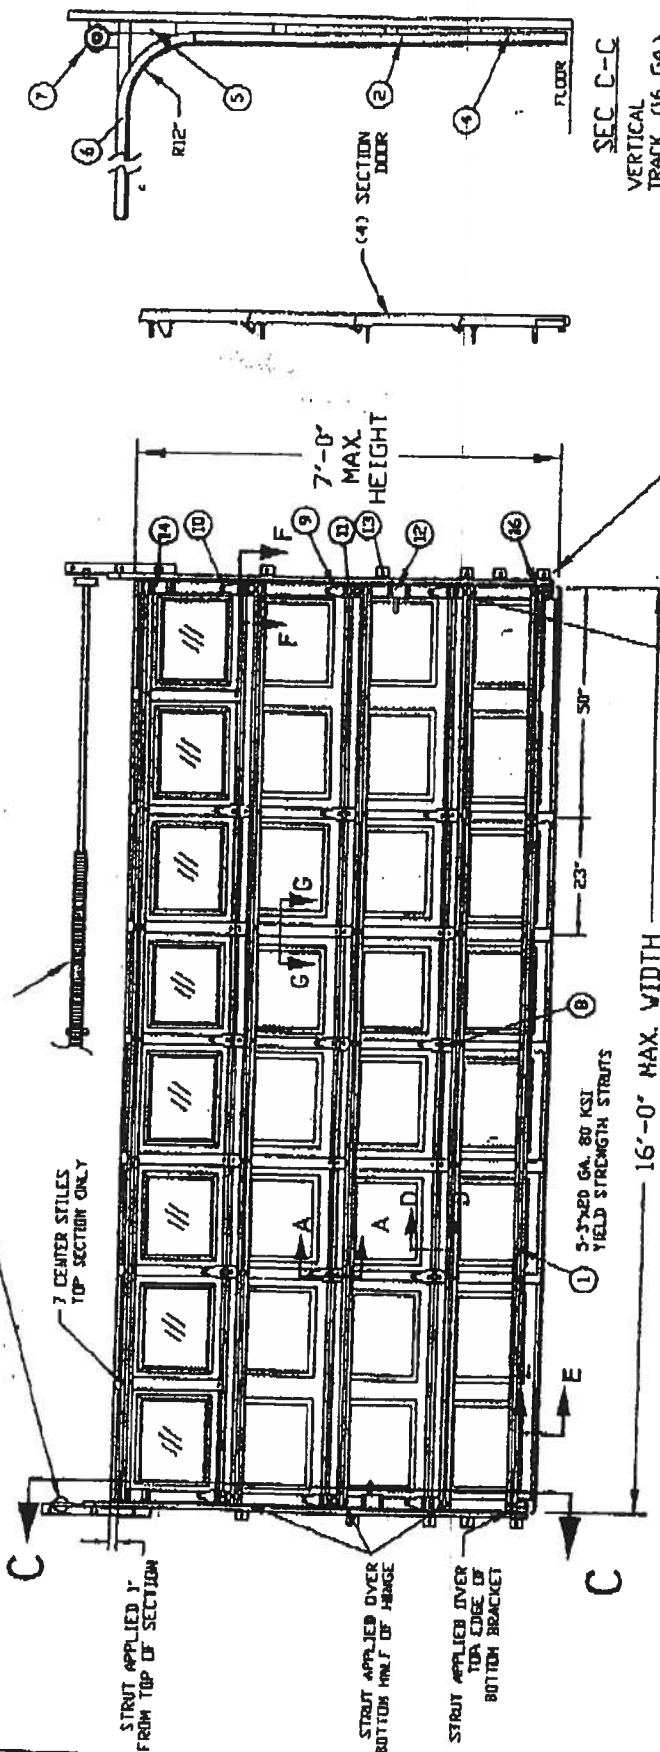 STRUT APPLIED 1"
FROM TOP OF SECTION
7 CENTER STILES
TOP SECTION ONLY
STRUT APPLIED OVER
BOTTOM HALF OF HINGE
STRUT APPLIED OVER
TOP EDGE OF
BOTTOM BRACKET
C
C
A
A
D
D
E
G
G
F
F
14
10
9
11
13
12
16
8
1
5-3"x20 GA. 80 KSI
YIELD STRENGTH STRUTS
23"
50"
16'-0" MAX. WIDTH
7'-0"
MAX.
HEIGHT
(4) SECTION
DOOR
7
6
5
R12"
2
4
FLOOR
SEC C-C
VERTICAL
TRACK (16 GA.)